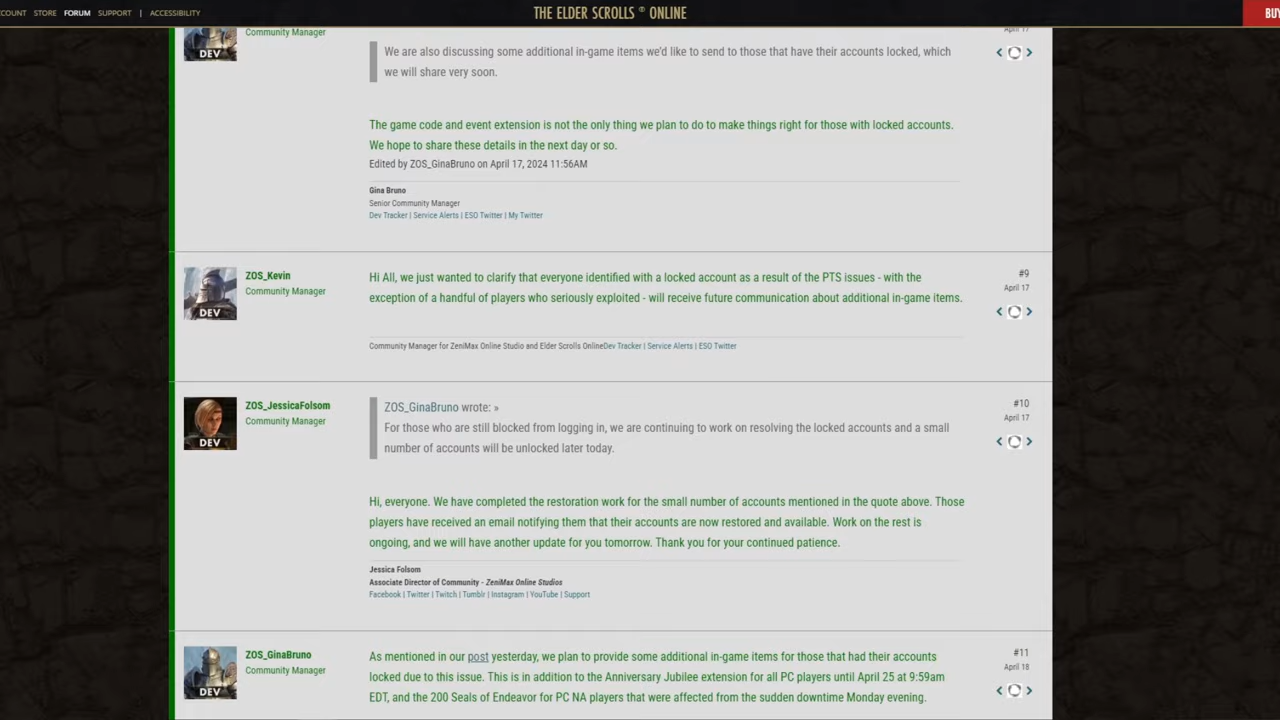 CCOUNT STORE FORUM SUPPORT | ACCESSIBILITY
THE ELDER SCROLLS ® ONLINE
BUY
DEV
Community Manager
April 17
We are also discussing some additional in-game items we'd like to send to those that have their accounts locked, which
we will share very soon.
The game code and event extension is not the only thing we plan to do to make things right for those with locked accounts.
We hope to share these details in the next day or so.
Edited by ZOS_GinaBruno on April 17, 2024 11:56AM
Gina Bruno
Senior Community Manager
Dev Tracker | Service Alerts | ESO Twitter | My Twitter
DEV
ZOS_Kevin
Community Manager
#9
April 17
Hi All, we just wanted to clarify that everyone identified with a locked account as a result of the PTS issues - with the
exception of a handful of players who seriously exploited - will receive future communication about additional in-game items.
Community Manager for ZeniMax Online Studio and Elder Scrolls OnlineDev Tracker | Service Alerts | ESO Twitter
DEV
ZOS_JessicaFolsom
Community Manager
#10
April 17
ZOS_GinaBruno wrote: »
For those who are still blocked from logging in, we are continuing to work on resolving the locked accounts and a small
number of accounts will be unlocked later today.
Hi, everyone. We have completed the restoration work for the small number of accounts mentioned in the quote above. Those
players have received an email notifying them that their accounts are now restored and available. Work on the rest is
ongoing, and we will have another update for you tomorrow. Thank you for your continued patience.
Jessica Folsom
Associate Director of Community - ZeniMax Online Studios
Facebook | Twitter | Twitch | Tumblr | Instagram | YouTube | Support
DEV
ZOS_GinaBruno
Community Manager
#11
April 18
As mentioned in our post yesterday, we plan to provide some additional in-game items for those that had their accounts
locked due to this issue. This is in addition to the Anniversary Jubilee extension for all PC players until April 25 at 9:59am
EDT, and the 200 Seals of Endeavor for PC NA players that were affected from the sudden downtime Monday evening.